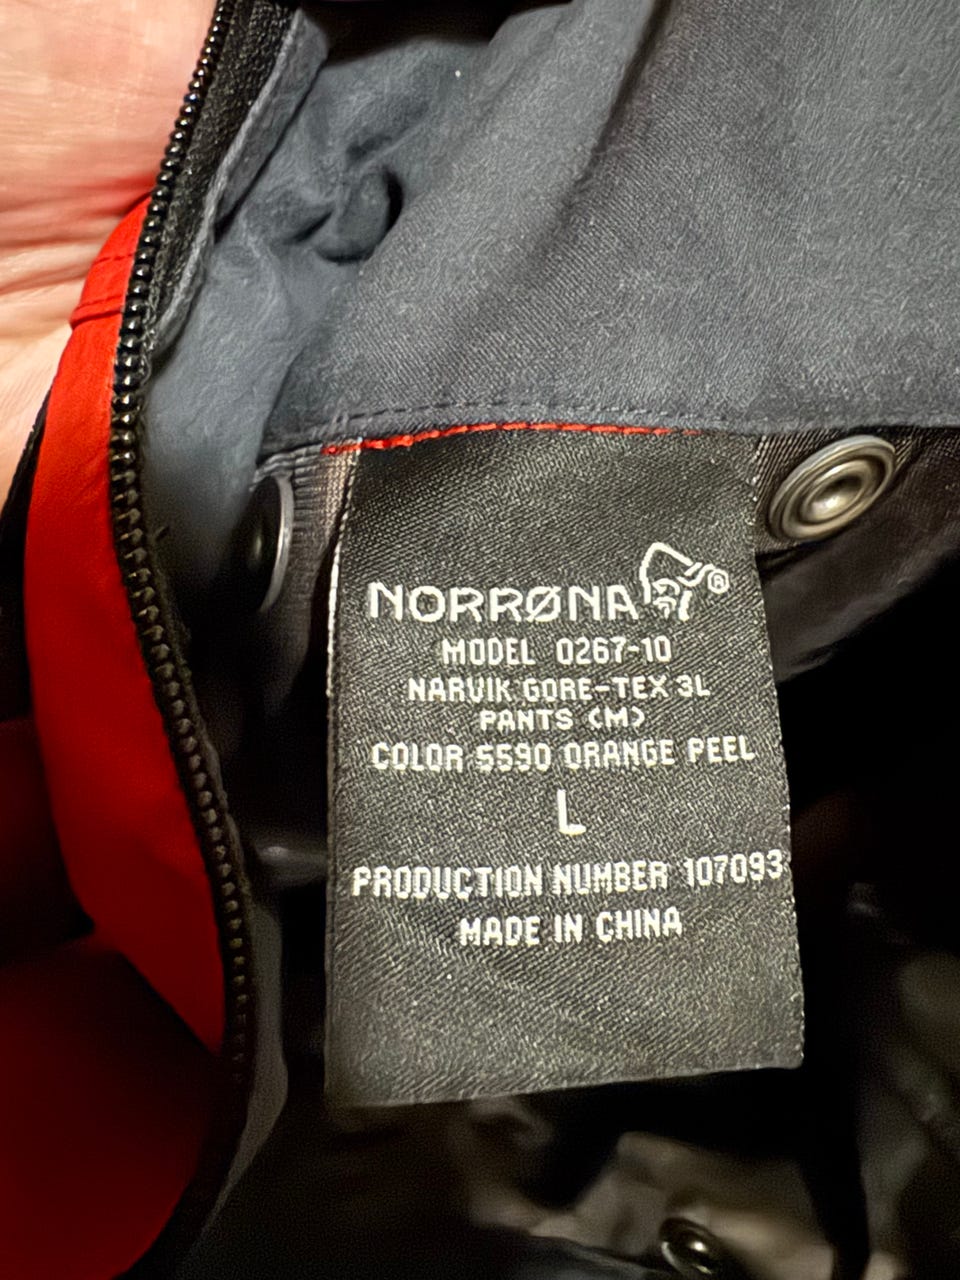 NORRØNA®
MODEL 0267-10
NARVIK GORE-TEX 3L
PANTS (M)
COLOR 5590 ORANGE PEEL
L
PRODUCTION NUMBER 107093
MADE IN CHINA